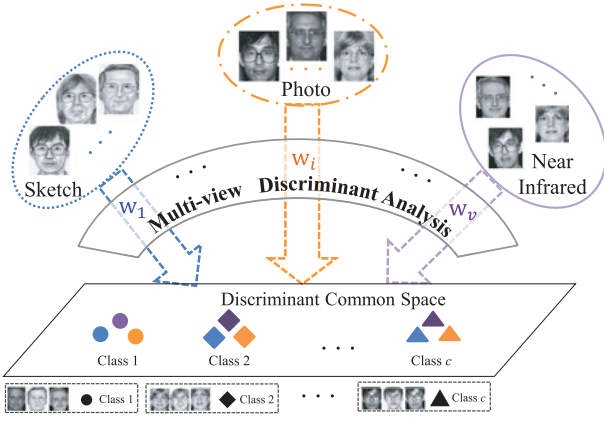 Photo
Sketch
Near
Infrared
w1
wi
wv
Multi-view Discriminant Analysis
Discriminant Common Space
Class 1
Class 2
Class c
Class 1
Class 2
Class c